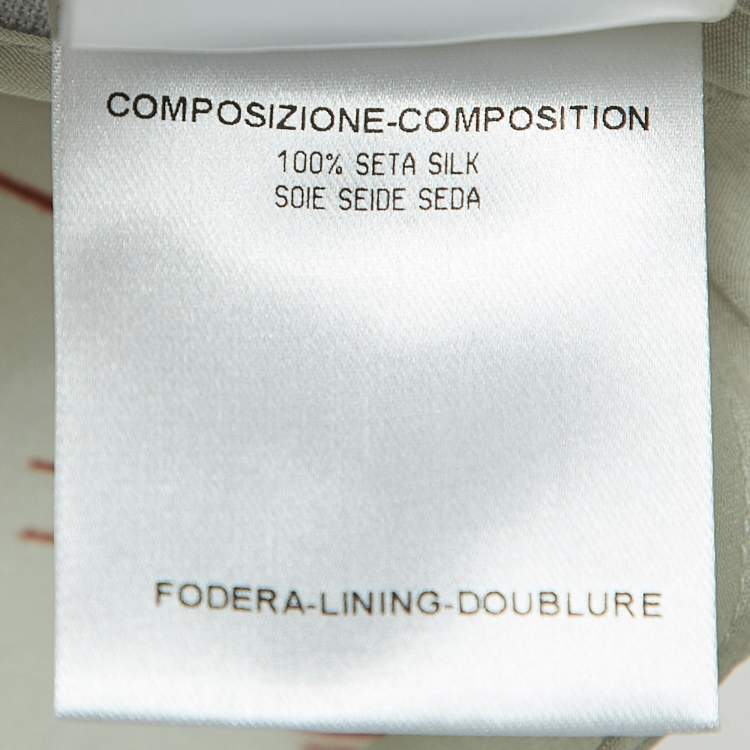 COMPOSIZIONE-COMPOSITION
100% SETA SILK
SOIE SEIDE SEDA
FODERA-LINING-DOUBLURE